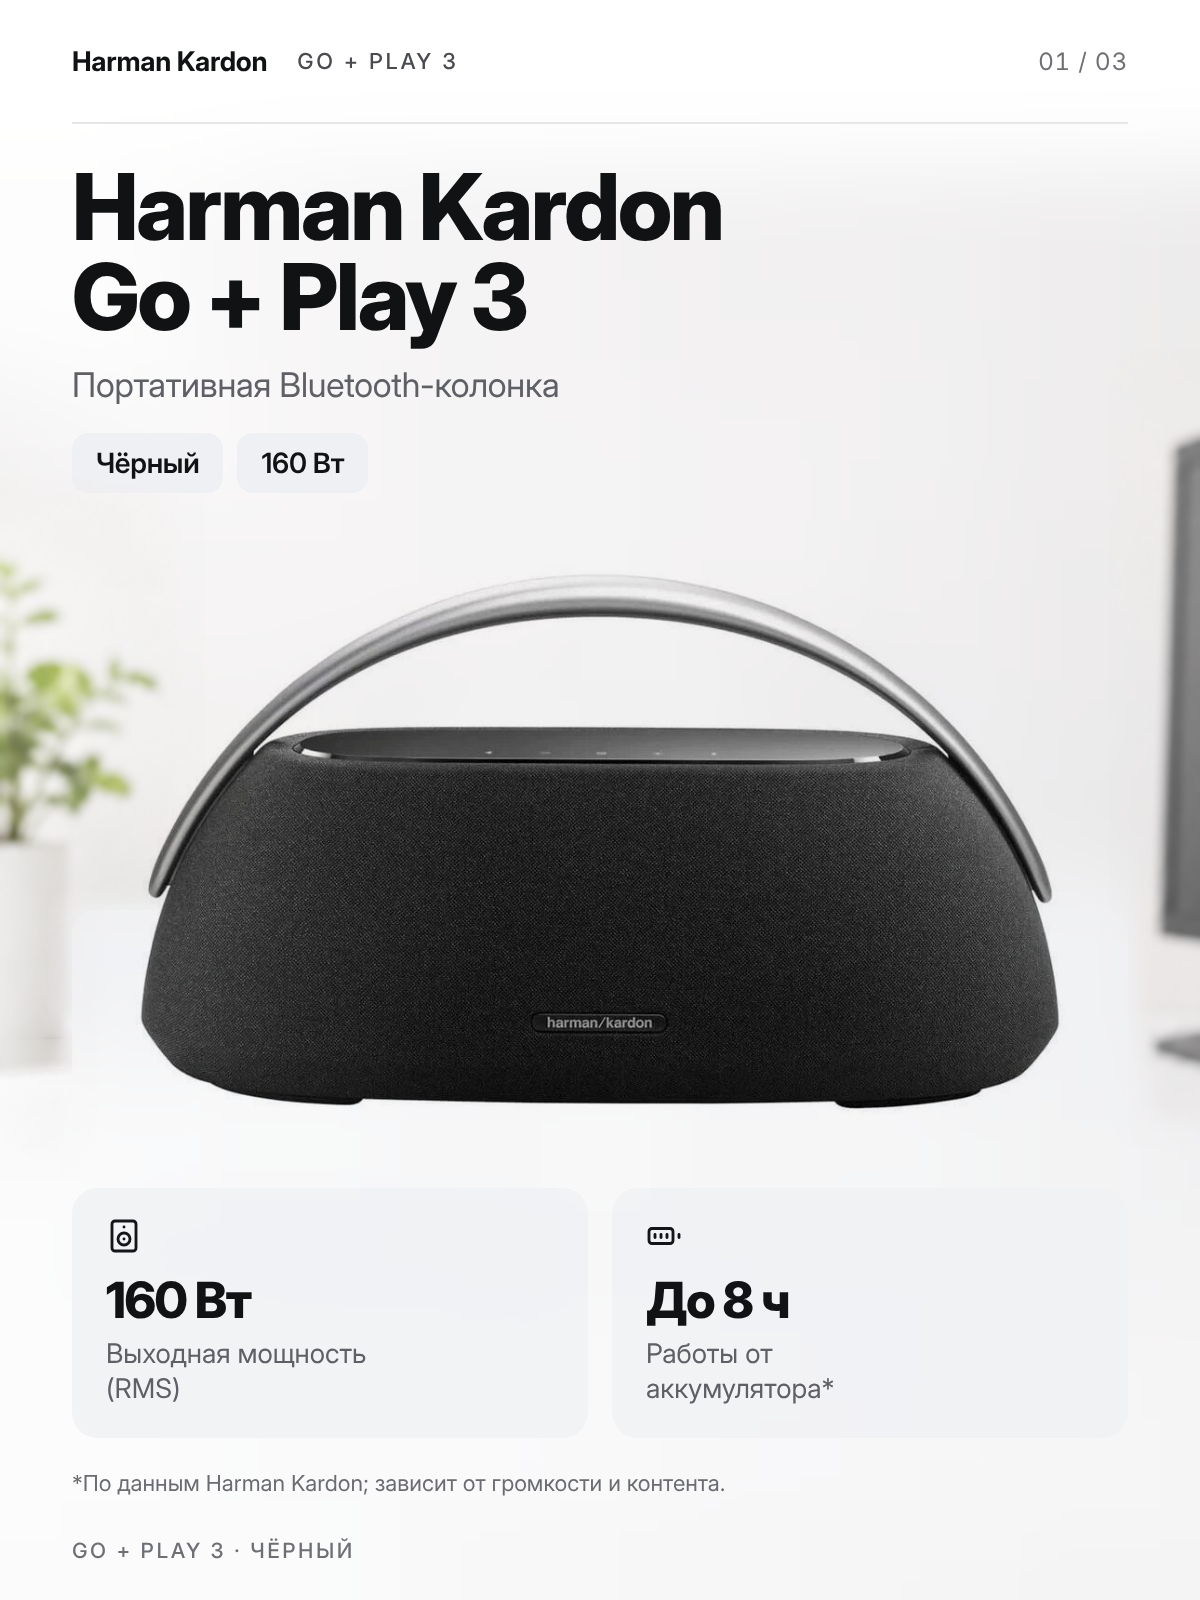 Harman Kardon GO + PLAY 3 01 / 03
Harman Kardon
Go + Play 3
Портативная Bluetooth-колонка
Чёрный 160 Вт
harman/kardon
160 Вт
Выходная мощность
(RMS)
До 8 ч
Работы от
аккумулятора*
*По данным Harman Kardon; зависит от громкости и контента.
GO + PLAY 3 · ЧЁРНЫЙ